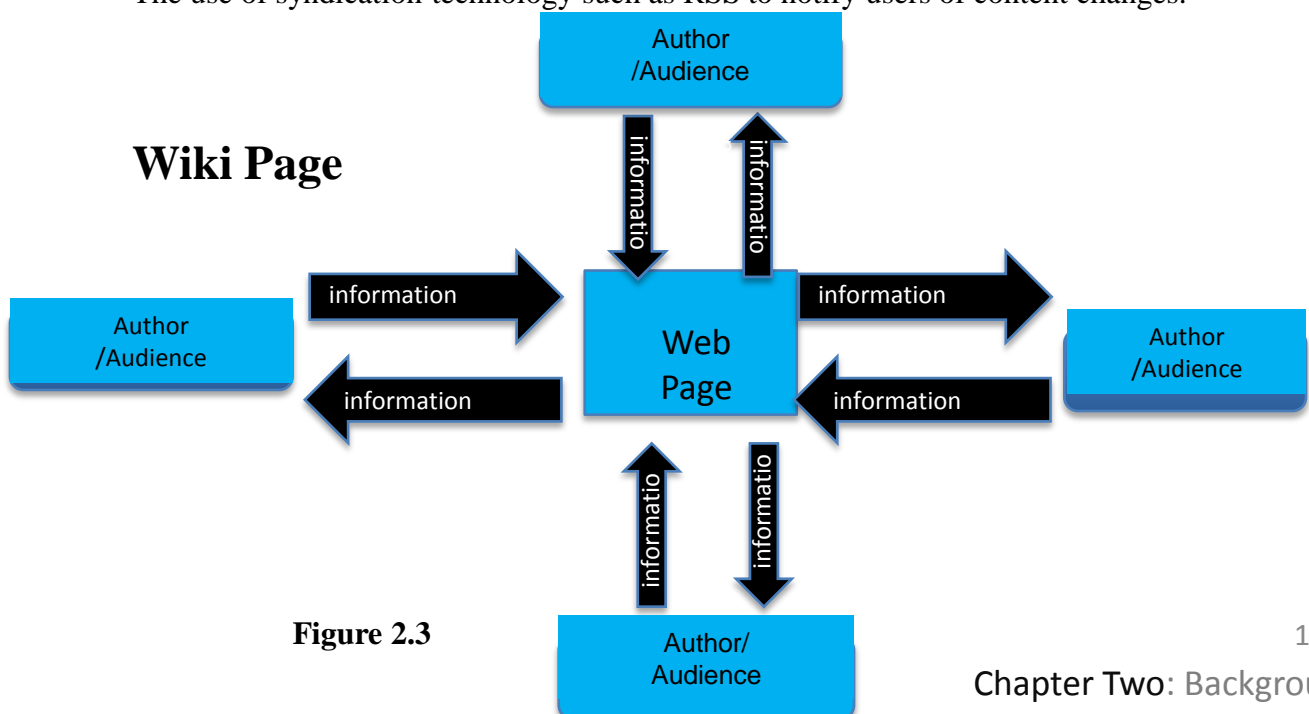 The use of syndication technology such as RSS to notify users of content changes.
Author
/Audience
Wiki Page
informatio
informatio
information
information
Author
/Audience
Web
Page
Author
/Audience
information
information
informatio
informatio
Figure 2.3
Author/
Audience
1
Chapter Two: Backgrou